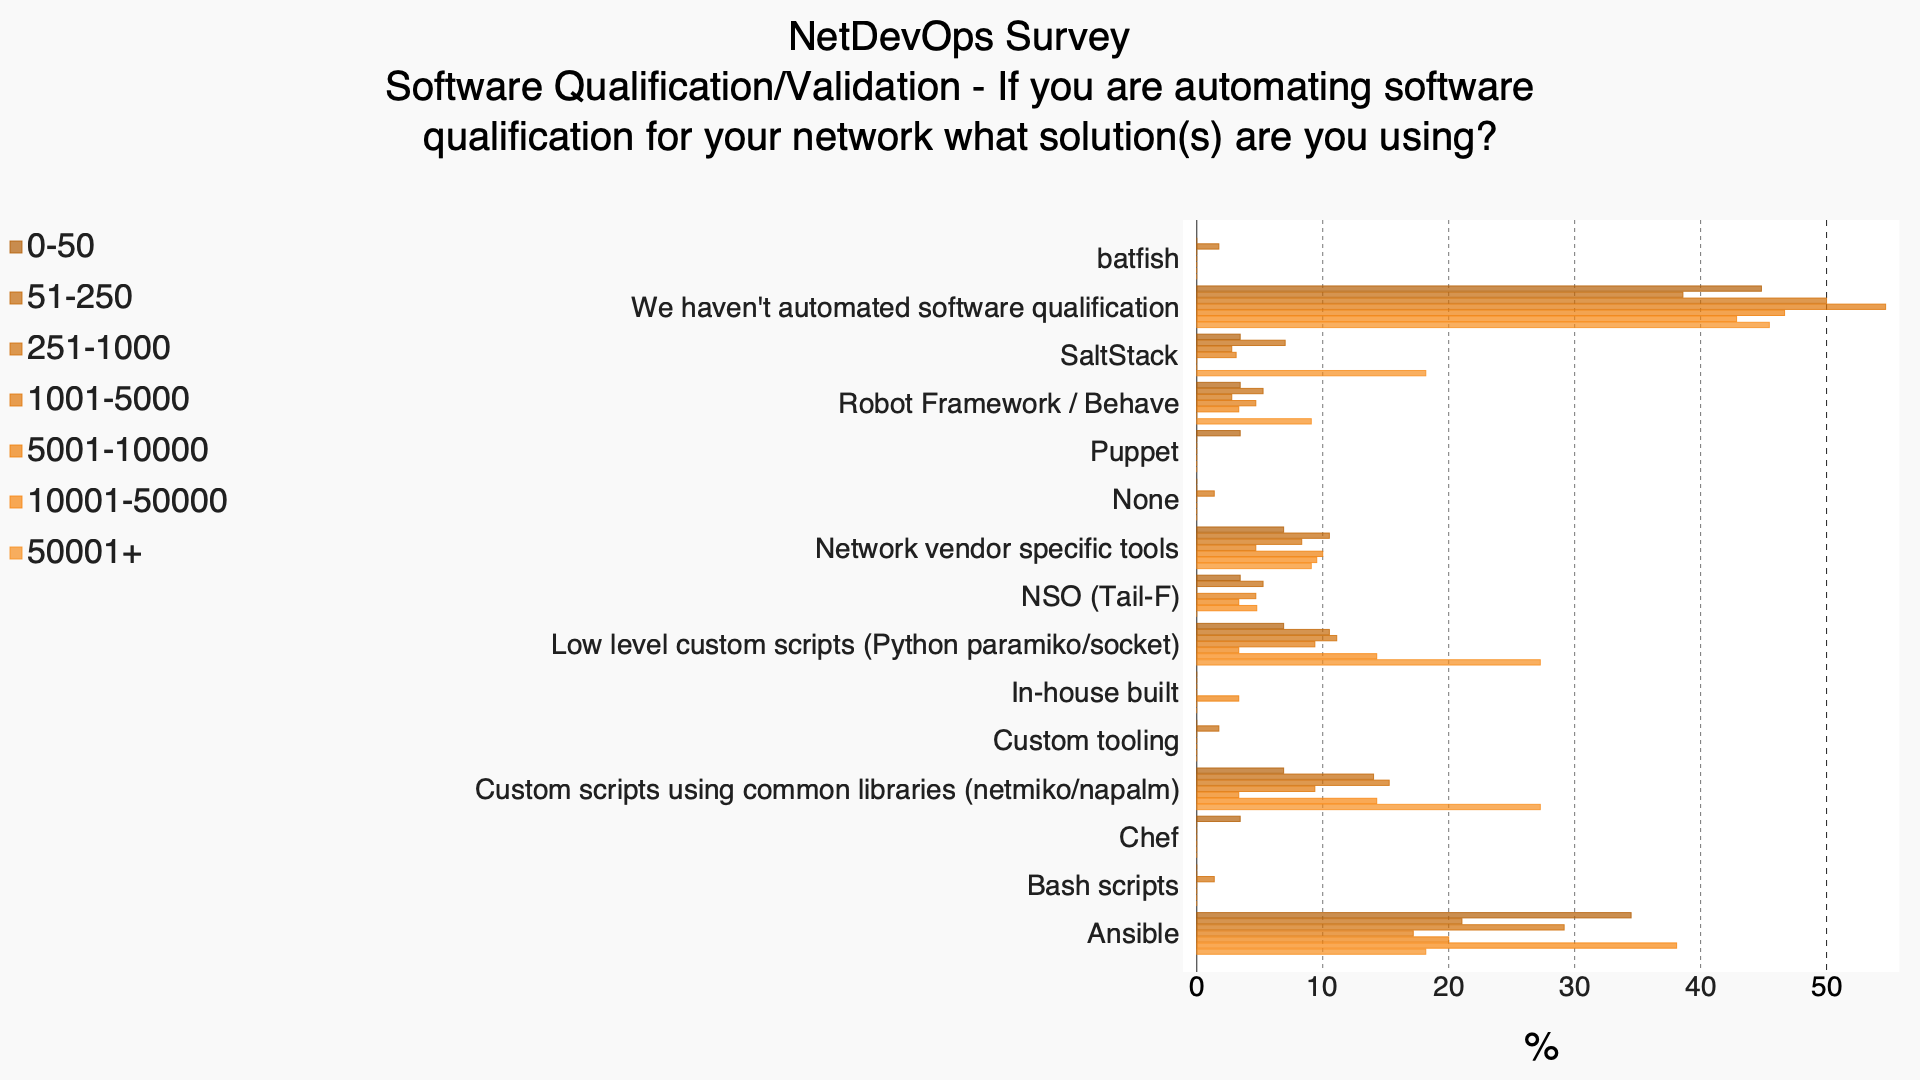 NetDevOps Survey
Software Qualification/Validation - If you are automating software
qualification for your network what solution(s) are you using?
0-50
51-250
251-1000
1001-5000
5001-10000
10001-50000
50001+
batfish
We haven't automated software qualification
SaltStack
Robot Framework / Behave
Puppet
None
Network vendor specific tools
NSO (Tail-F)
Low level custom scripts (Python paramiko/socket)
In-house built
Custom tooling
Custom scripts using common libraries (netmiko/napalm)
Chef
Bash scripts
Ansible
0 10 20 30 40 50
%